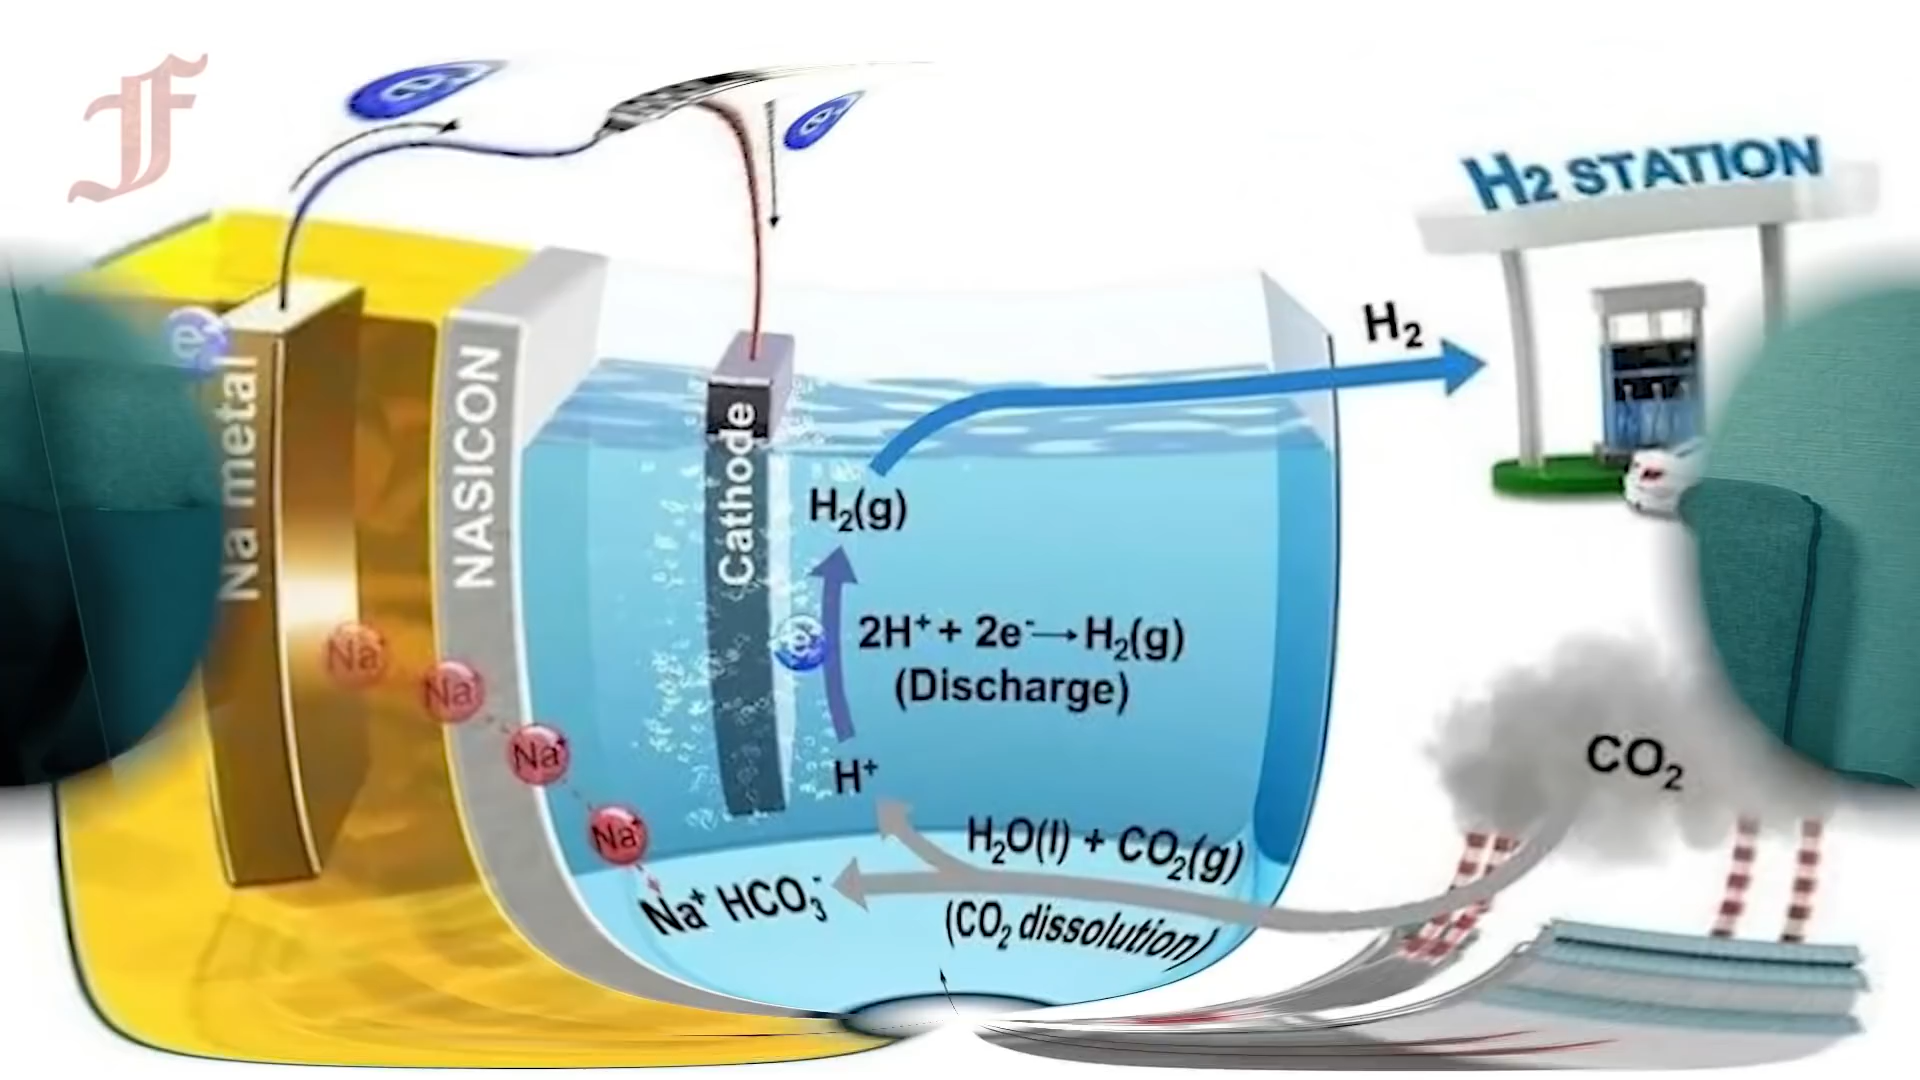 e
e
H2 STATION
H₂
e
Na metal
NASICON
Cathode
H₂(g)
e⁻
2H⁺ + 2e⁻→H₂(g)
(Discharge)
Na⁺
Na⁺
Na⁺
Na⁺
H⁺
CO₂
H₂O(l) + CO₂(g)
Na⁺ HCO₃⁻
(CO₂ dissolution)